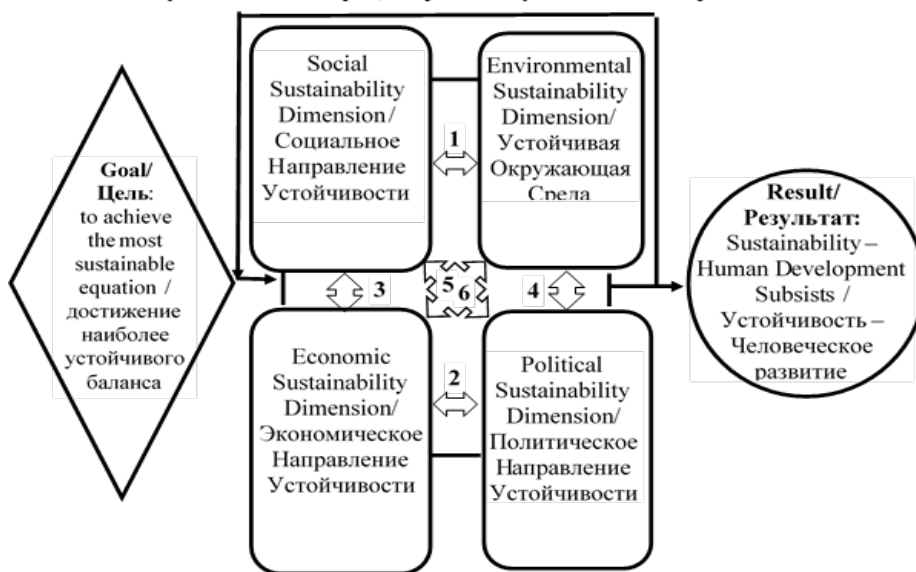 Goal/
Цель:
to achieve
the most
sustainable
equation /
достижение
наиболее
устойчивого
баланса
Social
Sustainability
Dimension /
Социальное
Направление
Устойчивости
1
Environmental
Sustainability
Dimension/
Устойчивая
Окружающая
Среда
3
5
6
4
Economic
Sustainability
Dimension/
Экономическое
Направление
Устойчивости
2
Political
Sustainability
Dimension/
Политическое
Направление
Устойчивости
Result/
Результат:
Sustainability –
Human Development
Subsists /
Устойчивость –
Человеческое
развитие